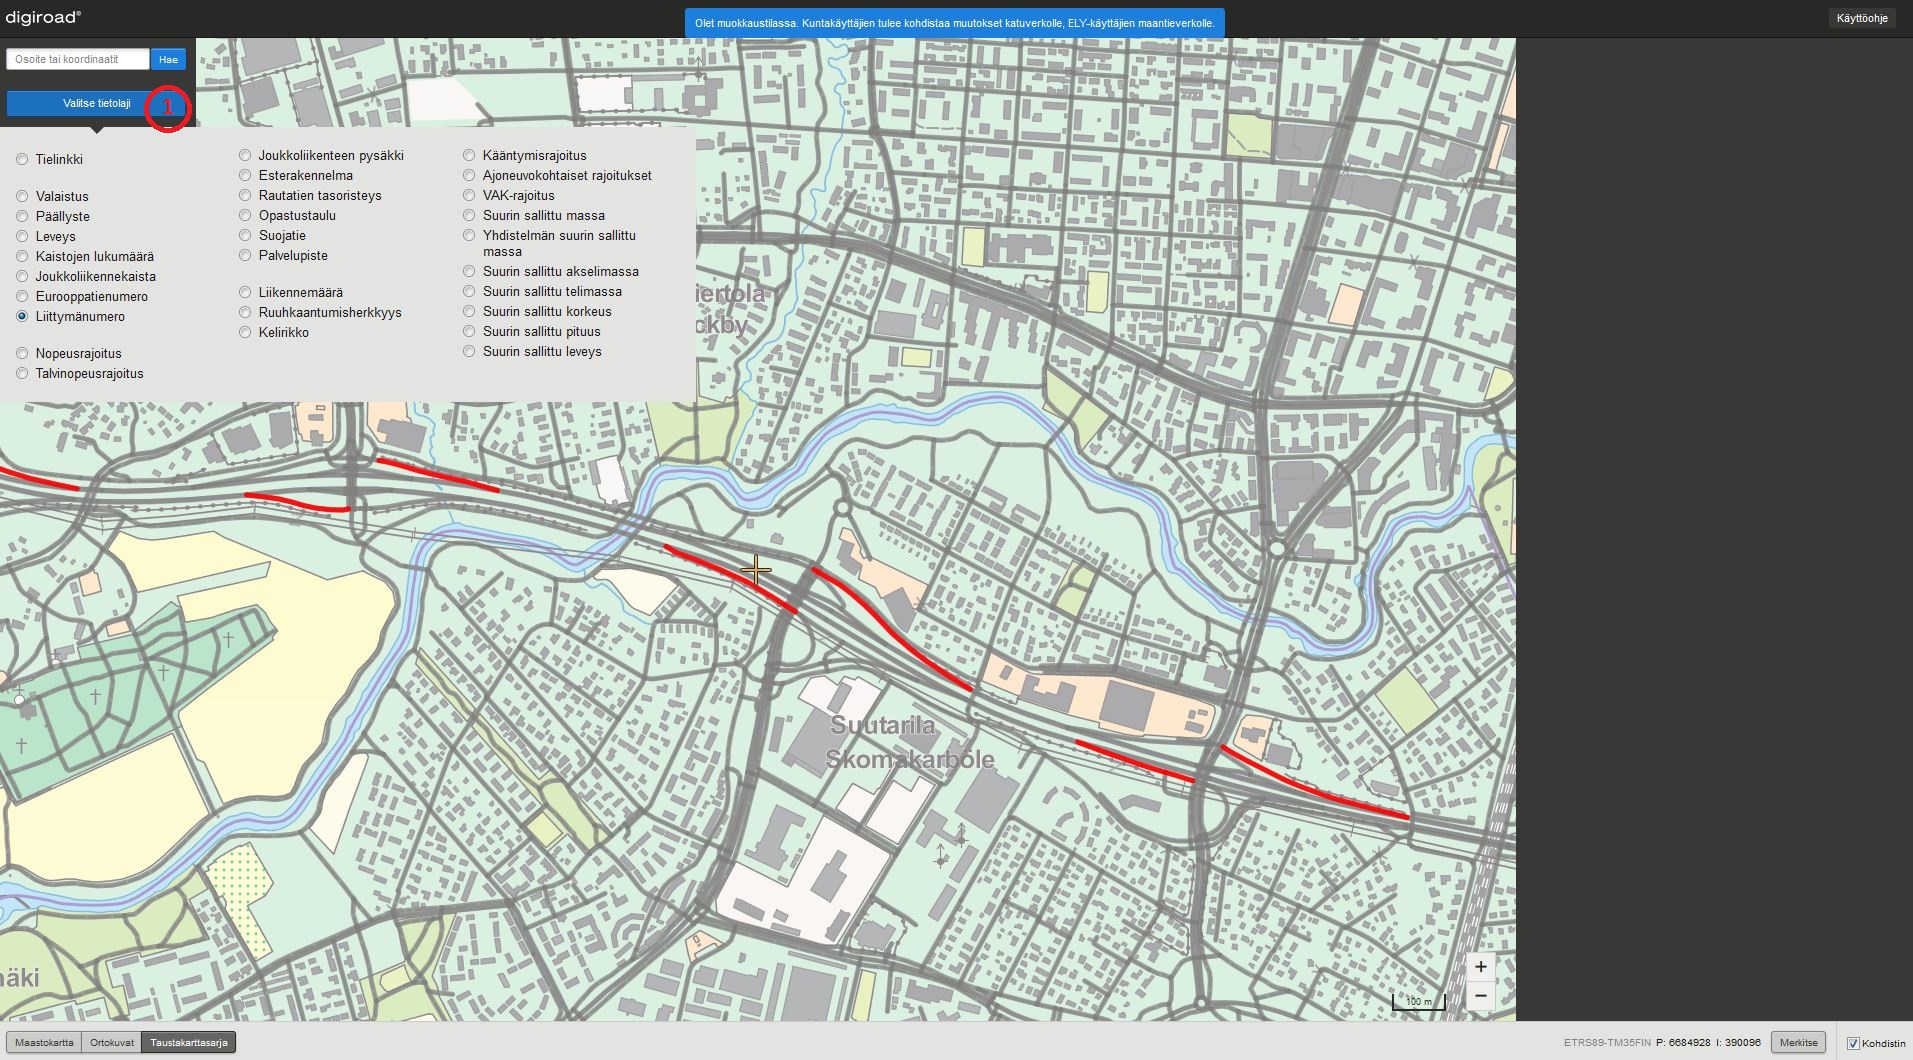 digiroad®
Olet muokkaustilassa. Kuntakäyttäjien tulee kohdistaa muutokset katuverkolle, ELY-käyttäjien maantieverkolle.
Käyttöohje
Osoite tai koordinaatit
Hae
Valitse tietolaji
1
Tielinkki
Valaistus
Päällyste
Leveys
Kaistojen lukumäärä
Joukkoliikennekaista
Eurooppatienumero
Liittymänumero
Nopeusrajoitus
Talvinopeusrajoitus
Joukkoliikenteen pysäkki
Esterakennelma
Rautatien tasoristeys
Opastustaulu
Suojatie
Palvelupiste
Liikennemäärä
Ruuhkaantumisherkkyys
Kelirikko
Kääntymisrajoitus
Ajoneuvokohtaiset rajoitukset
VAK-rajoitus
Suurin sallittu massa
Yhdistelmän suurin sallittu
massa
Suurin sallittu akselimassa
Suurin sallittu telimassa
Suurin sallittu korkeus
Suurin sallittu pituus
Suurin sallittu leveys
iertola
ckby
Suutarila
Skomakarböle
mäki
+
−
100 m
Maastokartta
Ortokuvat
Taustakarttasarja
ETRS89-TM35FIN P: 6684928 I: 390096
Merkitse
Kohdistin